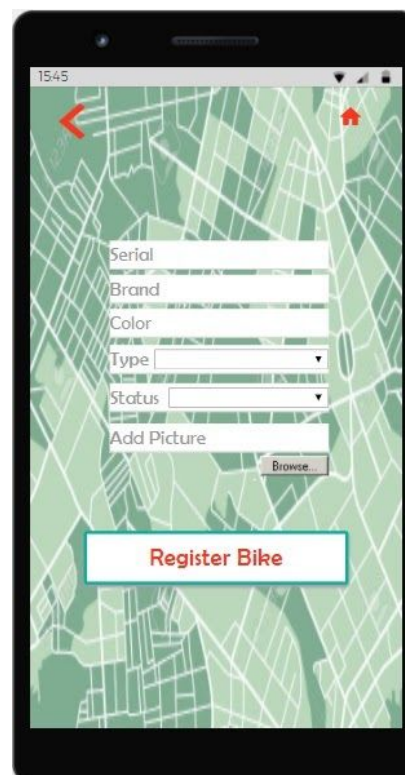 15:45
Serial
Brand
Color
Type
Status
Add Picture
Browse...
Register Bike